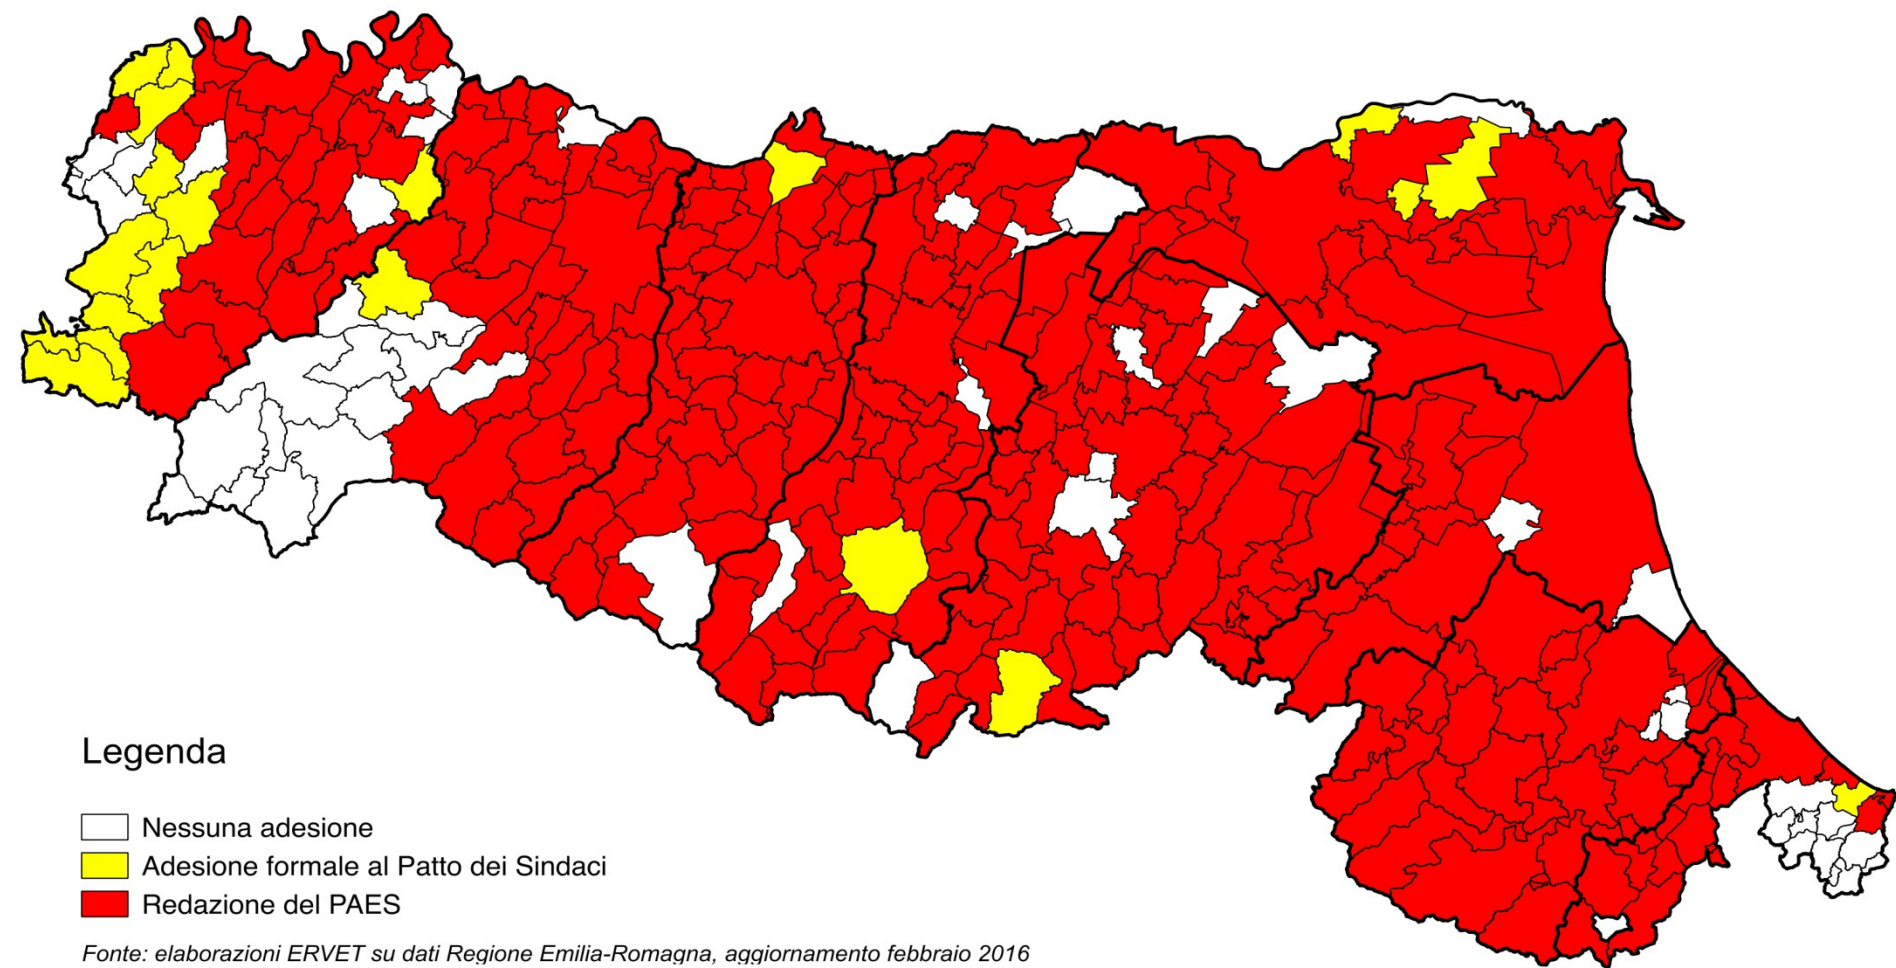 Legenda
Nessuna adesione
Adesione formale al Patto dei Sindaci
Redazione del PAES
Fonte: elaborazioni ERVET su dati Regione Emilia-Romagna, aggiornamento febbraio 2016